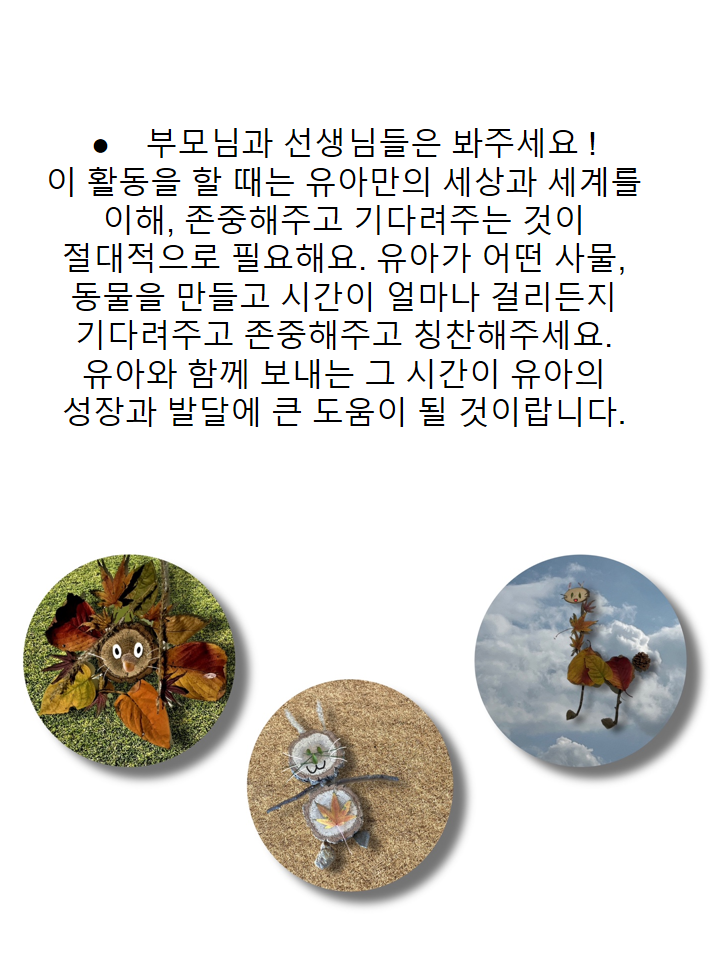 ● 부모님과 선생님들은 봐주세요 !
이 활동을 할 때는 유아만의 세상과 세계를
이해, 존중해주고 기다려주는 것이
절대적으로 필요해요. 유아가 어떤 사물,
동물을 만들고 시간이 얼마나 걸리든지
기다려주고 존중해주고 칭찬해주세요.
유아와 함께 보내는 그 시간이 유아의
성장과 발달에 큰 도움이 될 것이랍니다.